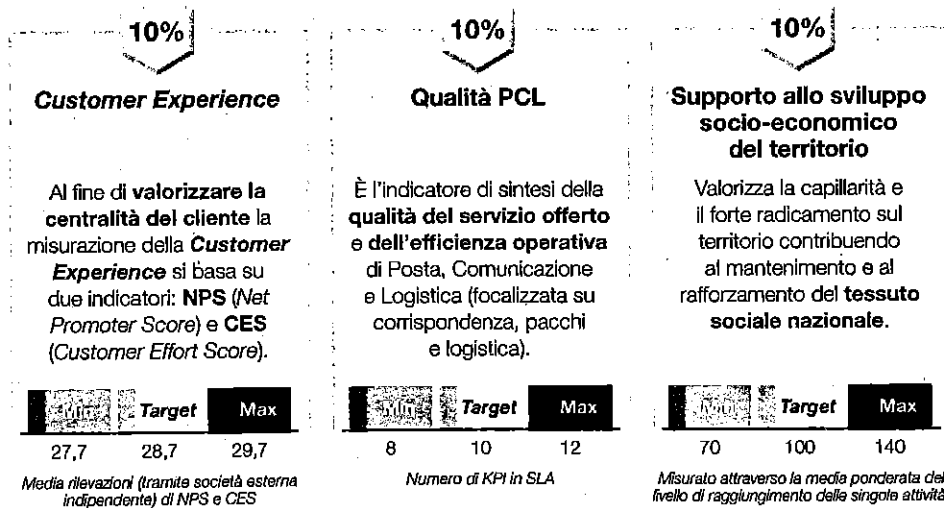 10%
Customer Experience
Al fine di valorizzare la
centralità del cliente la
misurazione della Customer
Experience si basa su
due indicatori: NPS (Net
Promoter Score) e CES
(Customer Effort Score).
Min Target Max
27,7 28,7 29,7
Media rilevazioni (tramite società esterna
indipendente) di NPS e CES
10%
Qualità PCL
È l'indicatore di sintesi della
qualità del servizio offerto
e dell'efficienza operativa
di Posta, Comunicazione
e Logistica (focalizzata su
corrispondenza, pacchi
e logistica).
Min Target Max
8 10 12
Numero di KPI in SLA
10%
Supporto allo sviluppo
socio-economico
del territorio
Valorizza la capillarità e
il forte radicamento sul
territorio contribuendo
al mantenimento e al
rafforzamento del tessuto
sociale nazionale.
Min Target Max
70 100 140
Misurato attraverso la media ponderata del
livello di raggiungimento delle singole attività